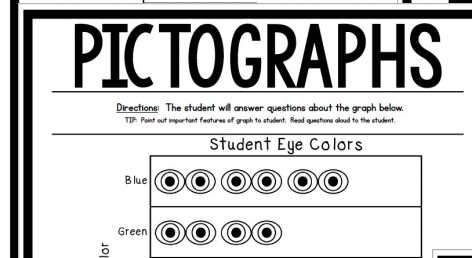 PICTOGRAPHS
Directions: The student will answer questions about the graph below.
TIP: Point out important features of graph to student. Read questions aloud to the student.
Student Eye Colors
Blue
Green
lor